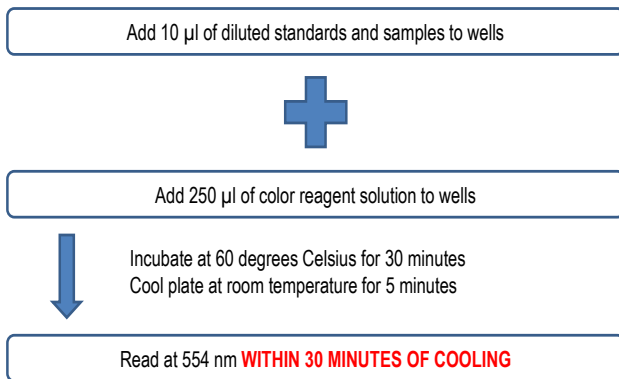 Add 10 µl of diluted standards and samples to wells
Add 250 µl of color reagent solution to wells
Incubate at 60 degrees Celsius for 30 minutes
Cool plate at room temperature for 5 minutes
Read at 554 nm WITHIN 30 MINUTES OF COOLING